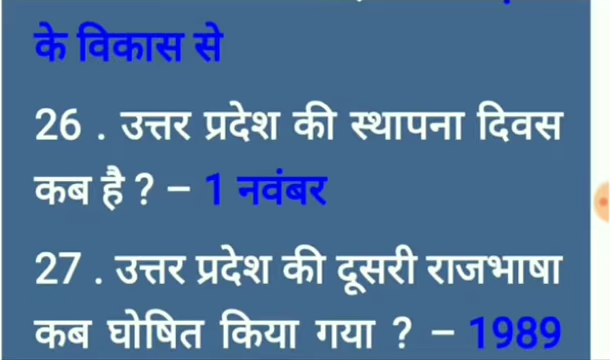 के विकास से
26 . उत्तर प्रदेश की स्थापना दिवस
कब है ? – 1 नवंबर
27 . उत्तर प्रदेश की दूसरी राजभाषा
कब घोषित किया गया ? – 1989